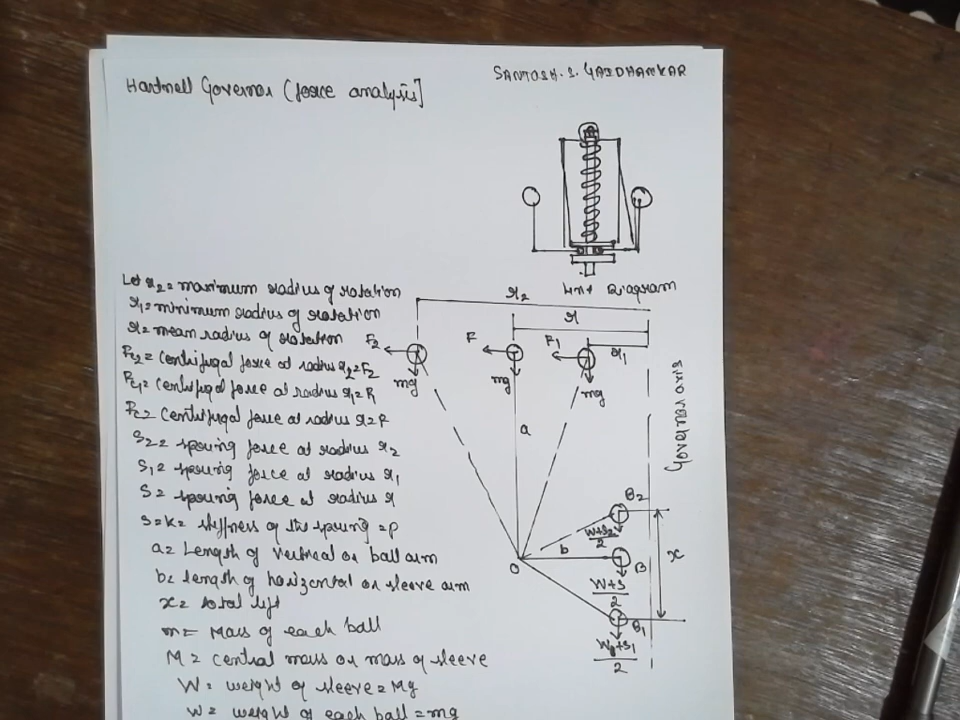 SANTOSH. S. GAIDHANKAR
Hartnell Governor (force analysis]
Let r2 = maximum radius of rotation
r1 = minimum radius of rotation
r = mean radius of rotation
Fc2 = centrifugal force at radius r2 = F2
Fc1 = centrifugal force at radius r1 = F1
Fc = centrifugal force at radius r = F
S2 = spring force at radius r2
S1 = spring force at radius r1
S = spring force at radius r
s = k = stiffness of the spring = p
a = Length of vertical or ball arm
b = length of horizontal or sleeve arm
x = total lift
m = Mass of each ball
M = central mass or mass of sleeve
W = weight of sleeve = Mg
w = weight of each ball = mg
Diagram
r2
r
r1
F2
F
F1
mg
mg
mg
a
Governor axis
B2
W+S2
2
b
O
B
x
W+S
2
B1
W+S1
2